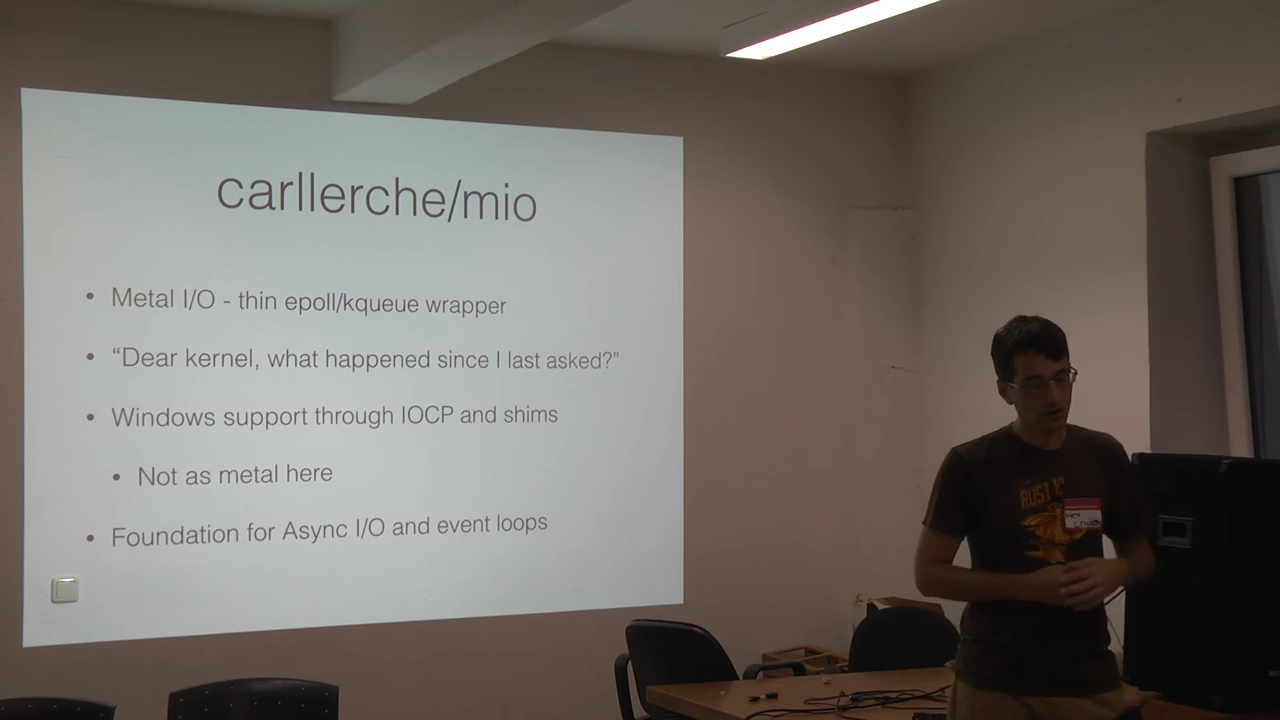 carllerche/mio
• Metal I/O - thin epoll/kqueue wrapper
• “Dear kernel, what happened since I last asked?”
• Windows support through IOCP and shims
• Not as metal here
• Foundation for Async I/O and event loops
RUST